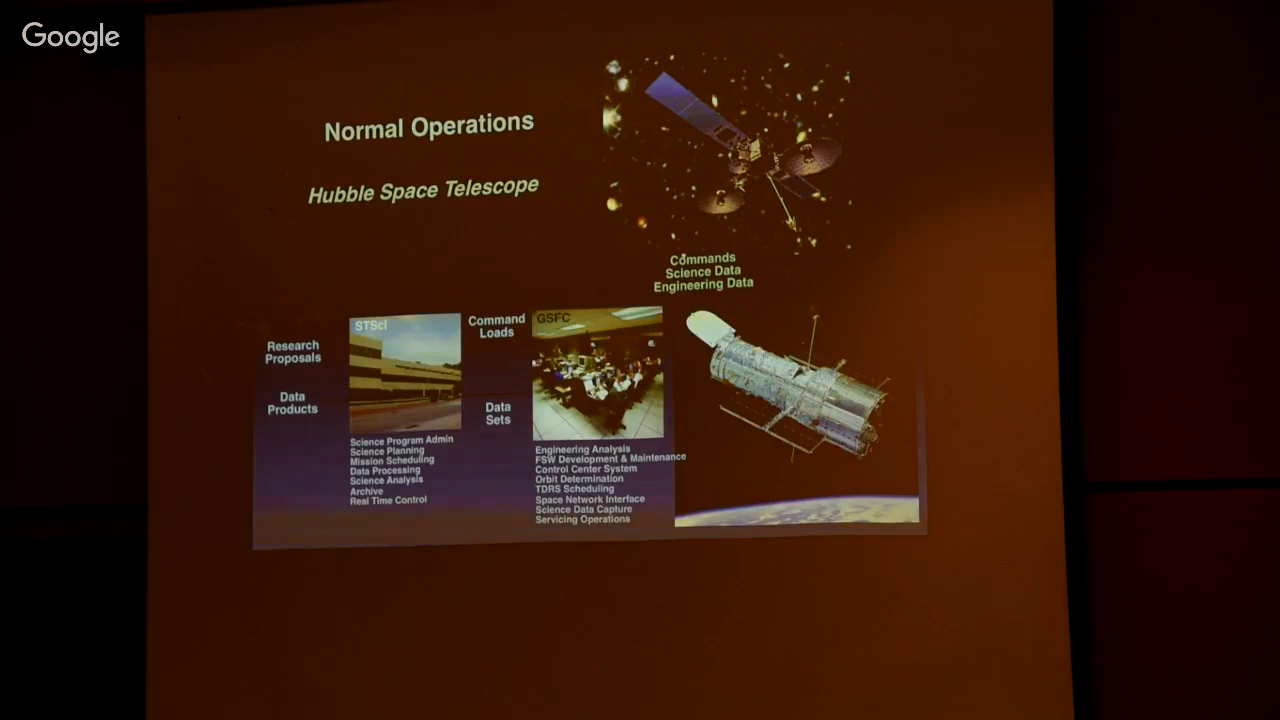 Google
Normal Operations
Hubble Space Telescope
Commands
Science Data
Engineering Data
Research
Proposals
Data
Products
STScI
Science Program Admin
Science Planning
Mission Scheduling
Data Processing
Science Analysis
Archive
Real Time Control
Command
Loads
Data
Sets
GSFC
Engineering Analysis
FSW Development & Maintenance
Control Center System
Orbit Determination
TDRS Scheduling
Space Network Interface
Science Data Capture
Servicing Operations